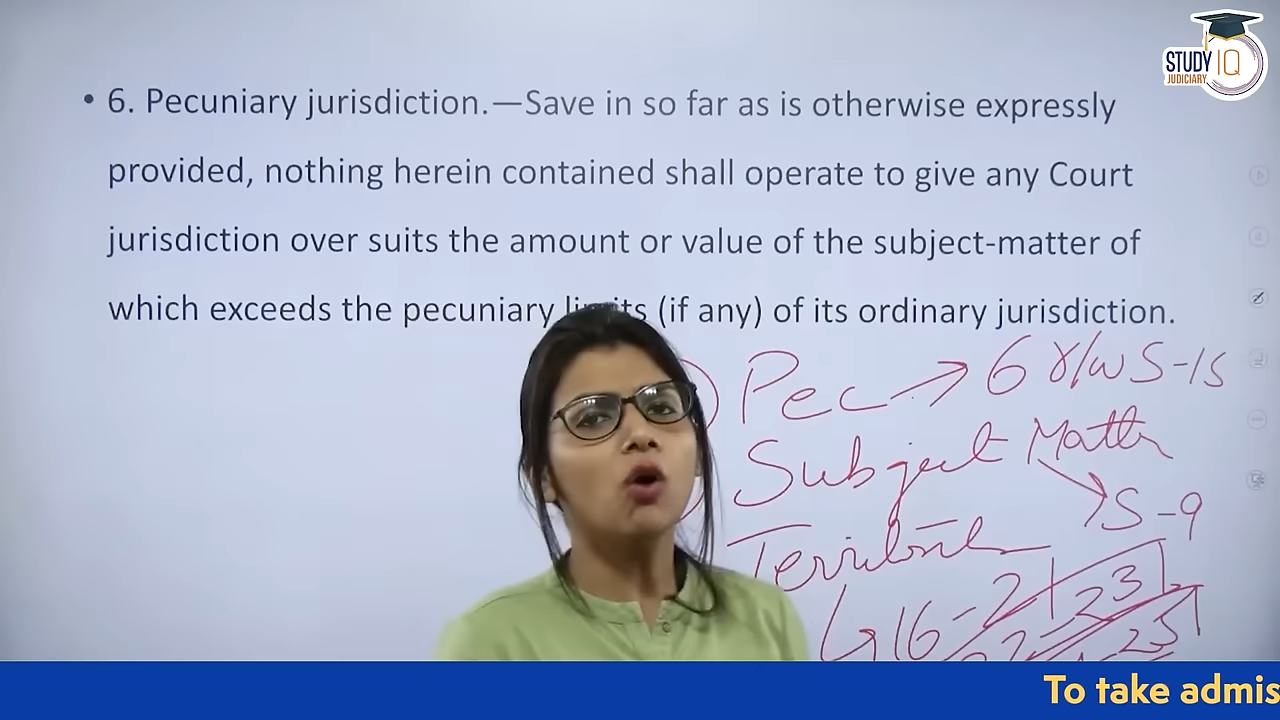 STUDY IQ
JUDICIARY
• 6. Pecuniary jurisdiction.—Save in so far as is otherwise expressly
provided, nothing herein contained shall operate to give any Court
jurisdiction over suits the amount or value of the subject-matter of
which exceeds the pecuniary limits (if any) of its ordinary jurisdiction.
Pec → 6 r/w S-15
Subject Matter
S-9
Territorial
16-21
To take admis